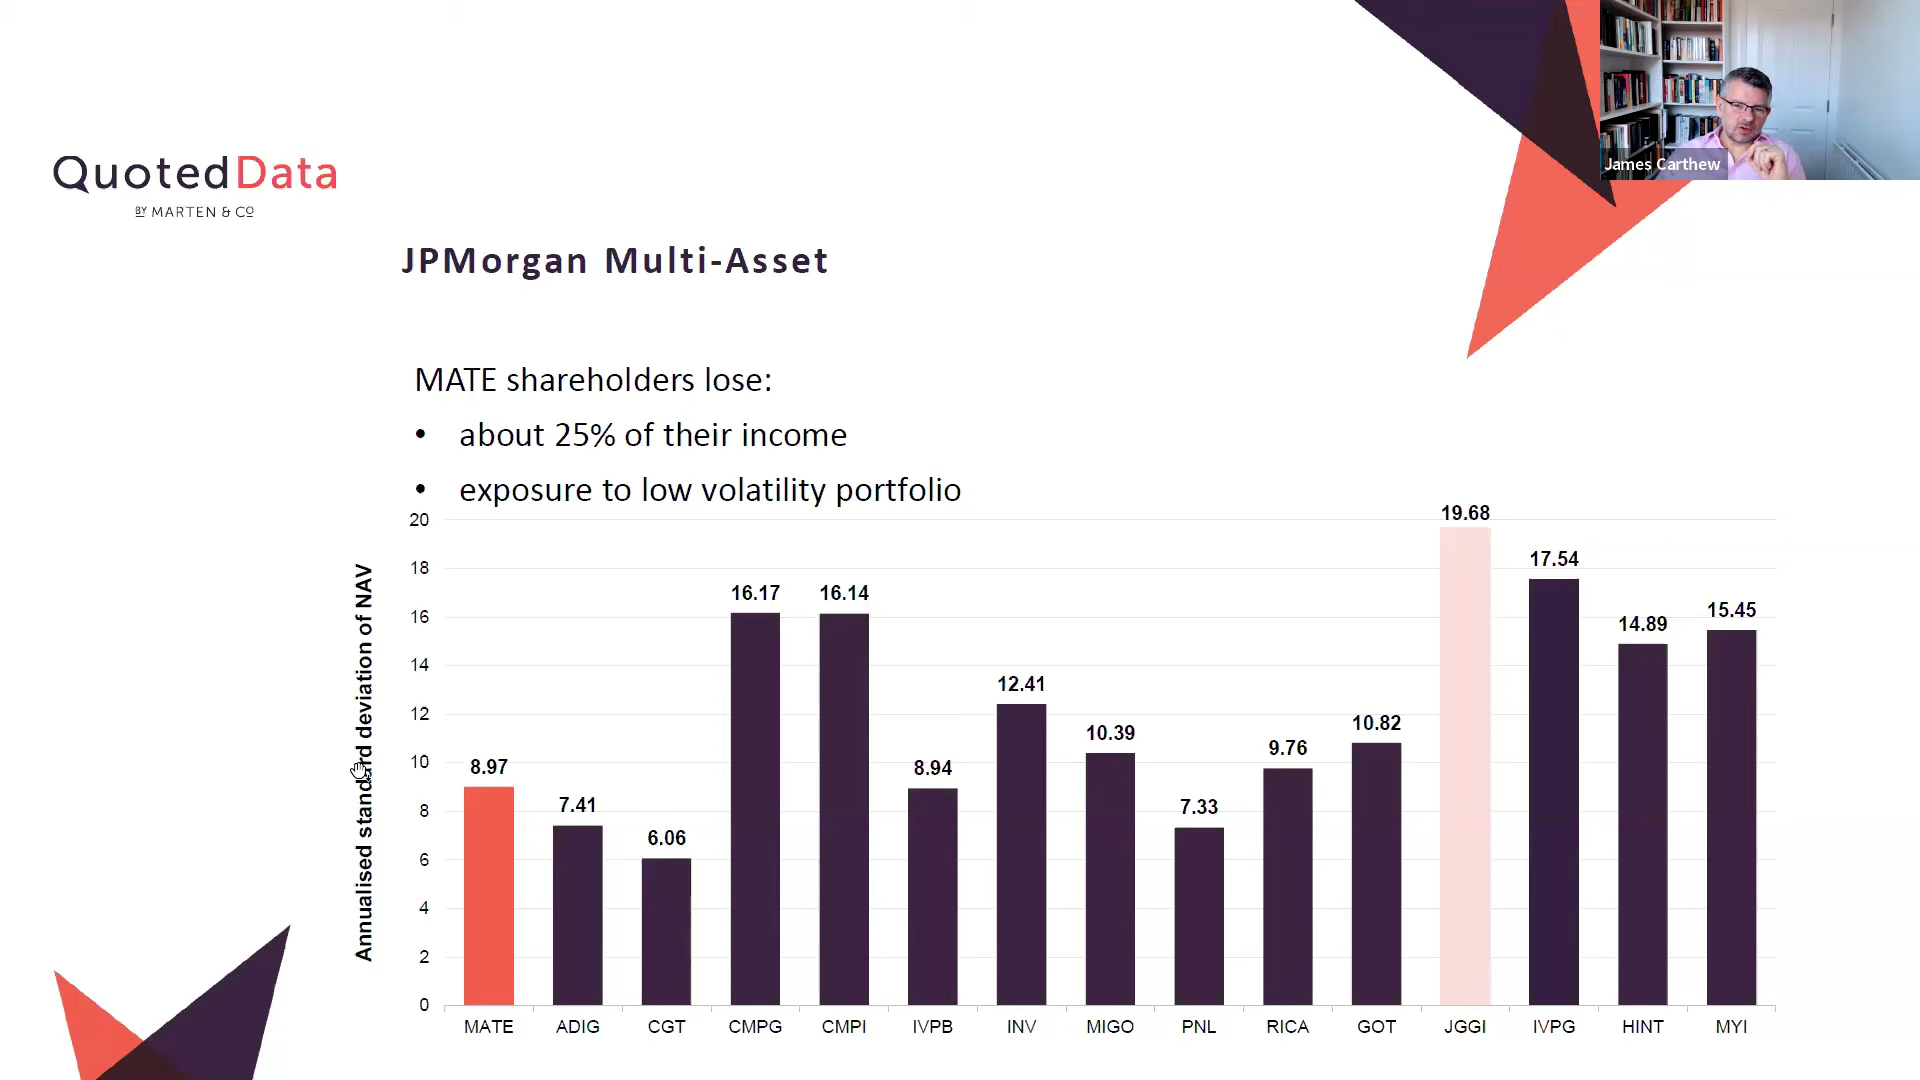 James Carthew
QuotedData
BY MARTEN & CO
JPMorgan Multi-Asset
MATE shareholders lose:
• about 25% of their income
• exposure to low volatility portfolio
Annualised standard deviation of NAV
20
18
16
14
12
10
8
6
4
2
0
8.97
7.41
6.06
16.17
16.14
8.94
12.41
10.39
7.33
9.76
10.82
19.68
17.54
14.89
15.45
MATE ADIG CGT CMPG CMPI IVPB INV MIGO PNL RICA GOT JGGI IVPG HINT MYI